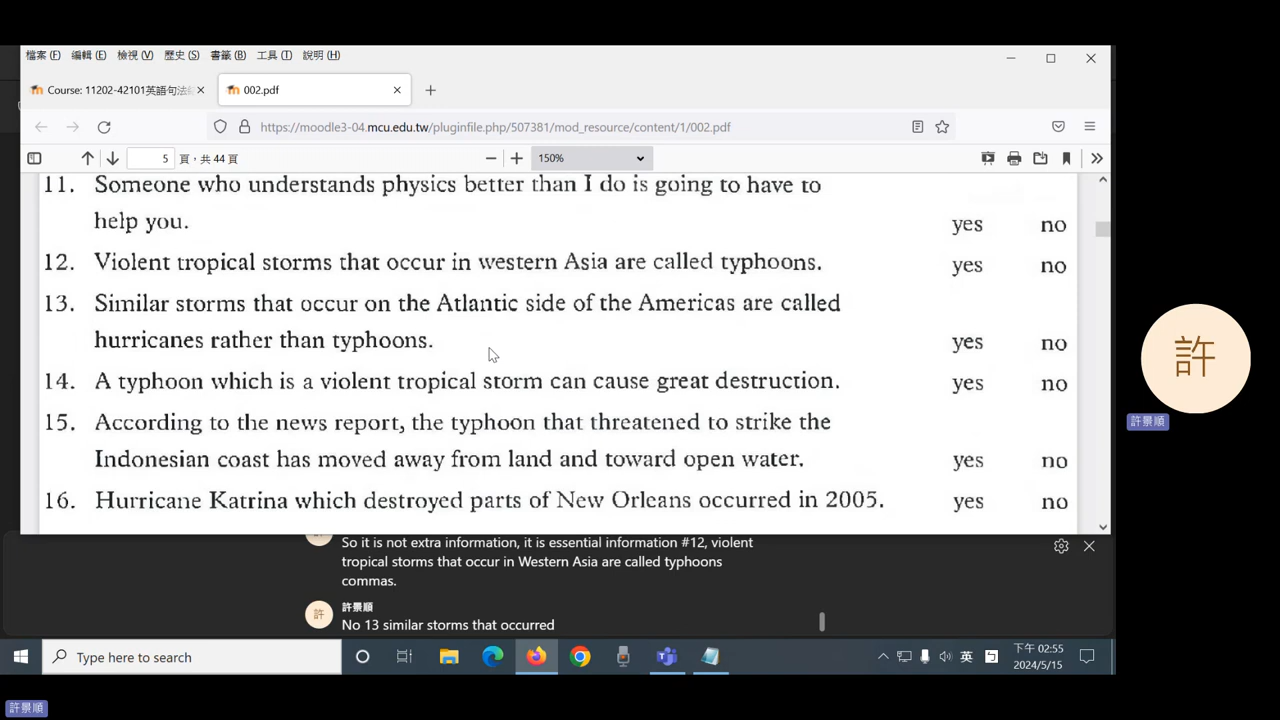 檔案(F) 編輯(E) 檢視(V) 歷史(S) 書籤(B) 工具(T) 說明(H)
Course: 11202-42101英語句法
002.pdf
https://moodle3-04.mcu.edu.tw/pluginfile.php/507381/mod_resource/content/1/002.pdf
5 頁，共 44 頁
150%
11. Someone who understands physics better than I do is going to have to
help you. yes no
12. Violent tropical storms that occur in western Asia are called typhoons. yes no
13. Similar storms that occur on the Atlantic side of the Americas are called
hurricanes rather than typhoons. yes no
14. A typhoon which is a violent tropical storm can cause great destruction. yes no
15. According to the news report, the typhoon that threatened to strike the
Indonesian coast has moved away from land and toward open water. yes no
16. Hurricane Katrina which destroyed parts of New Orleans occurred in 2005. yes no
許
許景順
So it is not extra information, it is essential information #12, violent
tropical storms that occur in Western Asia are called typhoons
commas.
許
許景順
No 13 similar storms that occurred
Type here to search
英
下午 02:55
2024/5/15
許景順